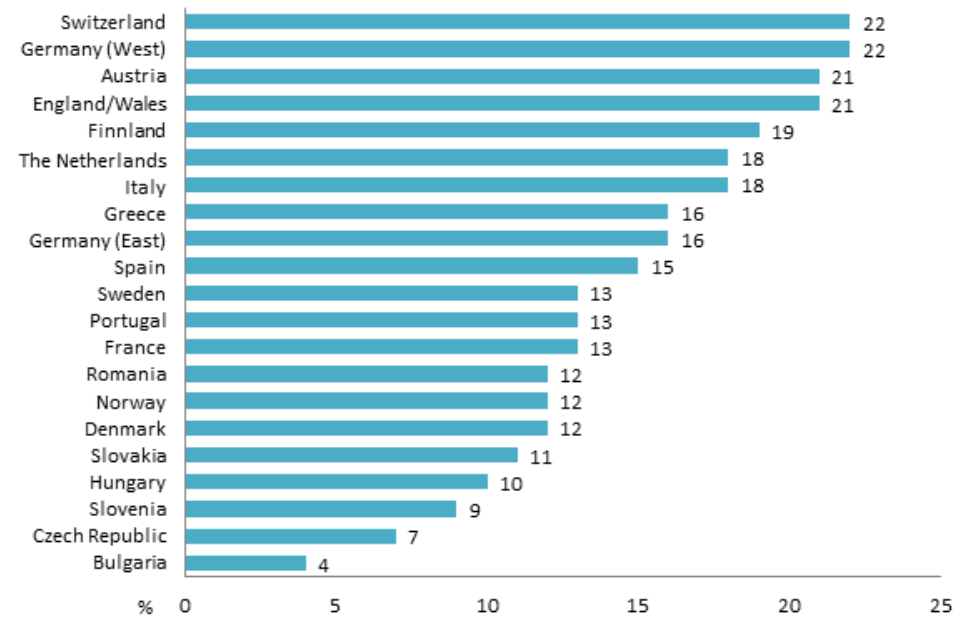 Switzerland 22
Germany (West) 22
Austria 21
England/Wales 21
Finnland 19
The Netherlands 18
Italy 18
Greece 16
Germany (East) 16
Spain 15
Sweden 13
Portugal 13
France 13
Romania 12
Norway 12
Denmark 12
Slovakia 11
Hungary 10
Slovenia 9
Czech Republic 7
Bulgaria 4
% 0 5 10 15 20 25